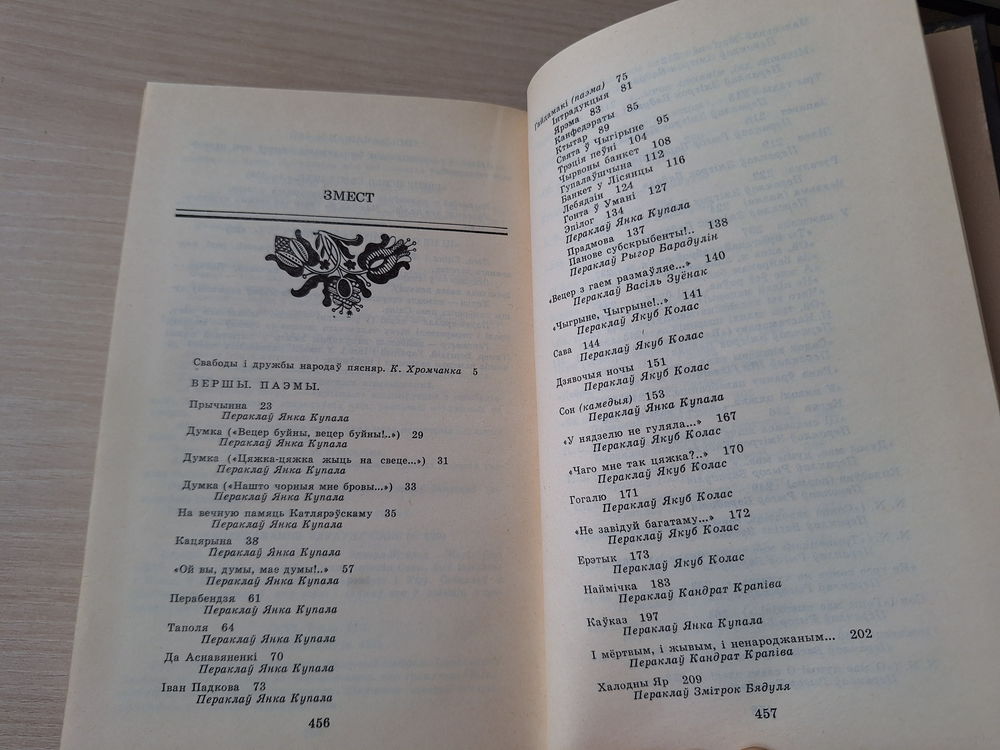 ЗМЕСТ
Свабоды і дружбы народаў пясняр. К. Хромчанка 5
ВЕРШЫ. ПАЭМЫ.
Прычынна 23
Пераклаў Янка Купала
Думка («Вецер буйны, вецер буйны!..») 29
Пераклаў Янка Купала
Думка («Цяжка-цяжка жыць на свеце...») 31
Пераклаў Янка Купала
Думка («Нашто чорныя мне бровы...») 33
Пераклаў Янка Купала
На вечную памяць Катлярэўскаму 35
Пераклаў Янка Купала
Кацярына 38
Пераклаў Янка Купала
«Ой вы, думы, мае думы!..» 57
Пераклаў Янка Купала
Перабендзя 61
Пераклаў Янка Купала
Таполя 64
Пераклаў Янка Купала
Да Аснавяненкі 70
Пераклаў Янка Купала
Іван Падкова 73
Пераклаў Янка Купала
456
Гайдамакі (паэма) 75
Інтрадукцыя 81
Ярэма 83
Канфедэраты 85
Ктытар 89
Свята ў Чыгірыне 95
Трэція пеўні 104
Чырвоны банкет 108
Гупалаўшчына 112
Банкет у Лісянцы 116
Лебядзін 124
Гонта ў Умані 127
Эпілог 134
Пераклаў Янка Купала
Прадмова 137
Панове субскрыбенты!.. 138
Пераклаў Рыгор Барадулін
«Вецер з гаем размаўляе...» 140
Пераклаў Васіль Зуёнак
«Чыгрыне, Чыгрыне!..» 141
Пераклаў Якуб Колас
Сава 144
Пераклаў Якуб Колас
Дзявочыя ночы 151
Пераклаў Якуб Колас
Сон (камедыя) 153
Пераклаў Янка Купала
«У нядзелю не гуляла...» 167
Пераклаў Якуб Колас
«Чаго мне так цяжка?..» 170
Пераклаў Якуб Колас
Гогалю 171
Пераклаў Якуб Колас
«Не завідуй багатаму...» 172
Пераклаў Якуб Колас
Ерэтык 173
Пераклаў Якуб Колас
Наймічка 183
Пераклаў Кандрат Крапіва
Каўказ 197
Пераклаў Янка Купала
І мёртвым, і жывым, і ненароджаным... 202
Пераклаў Кандрат Крапіва
Халодны Яр 209
Пераклаў Змітрок Бядуля
457